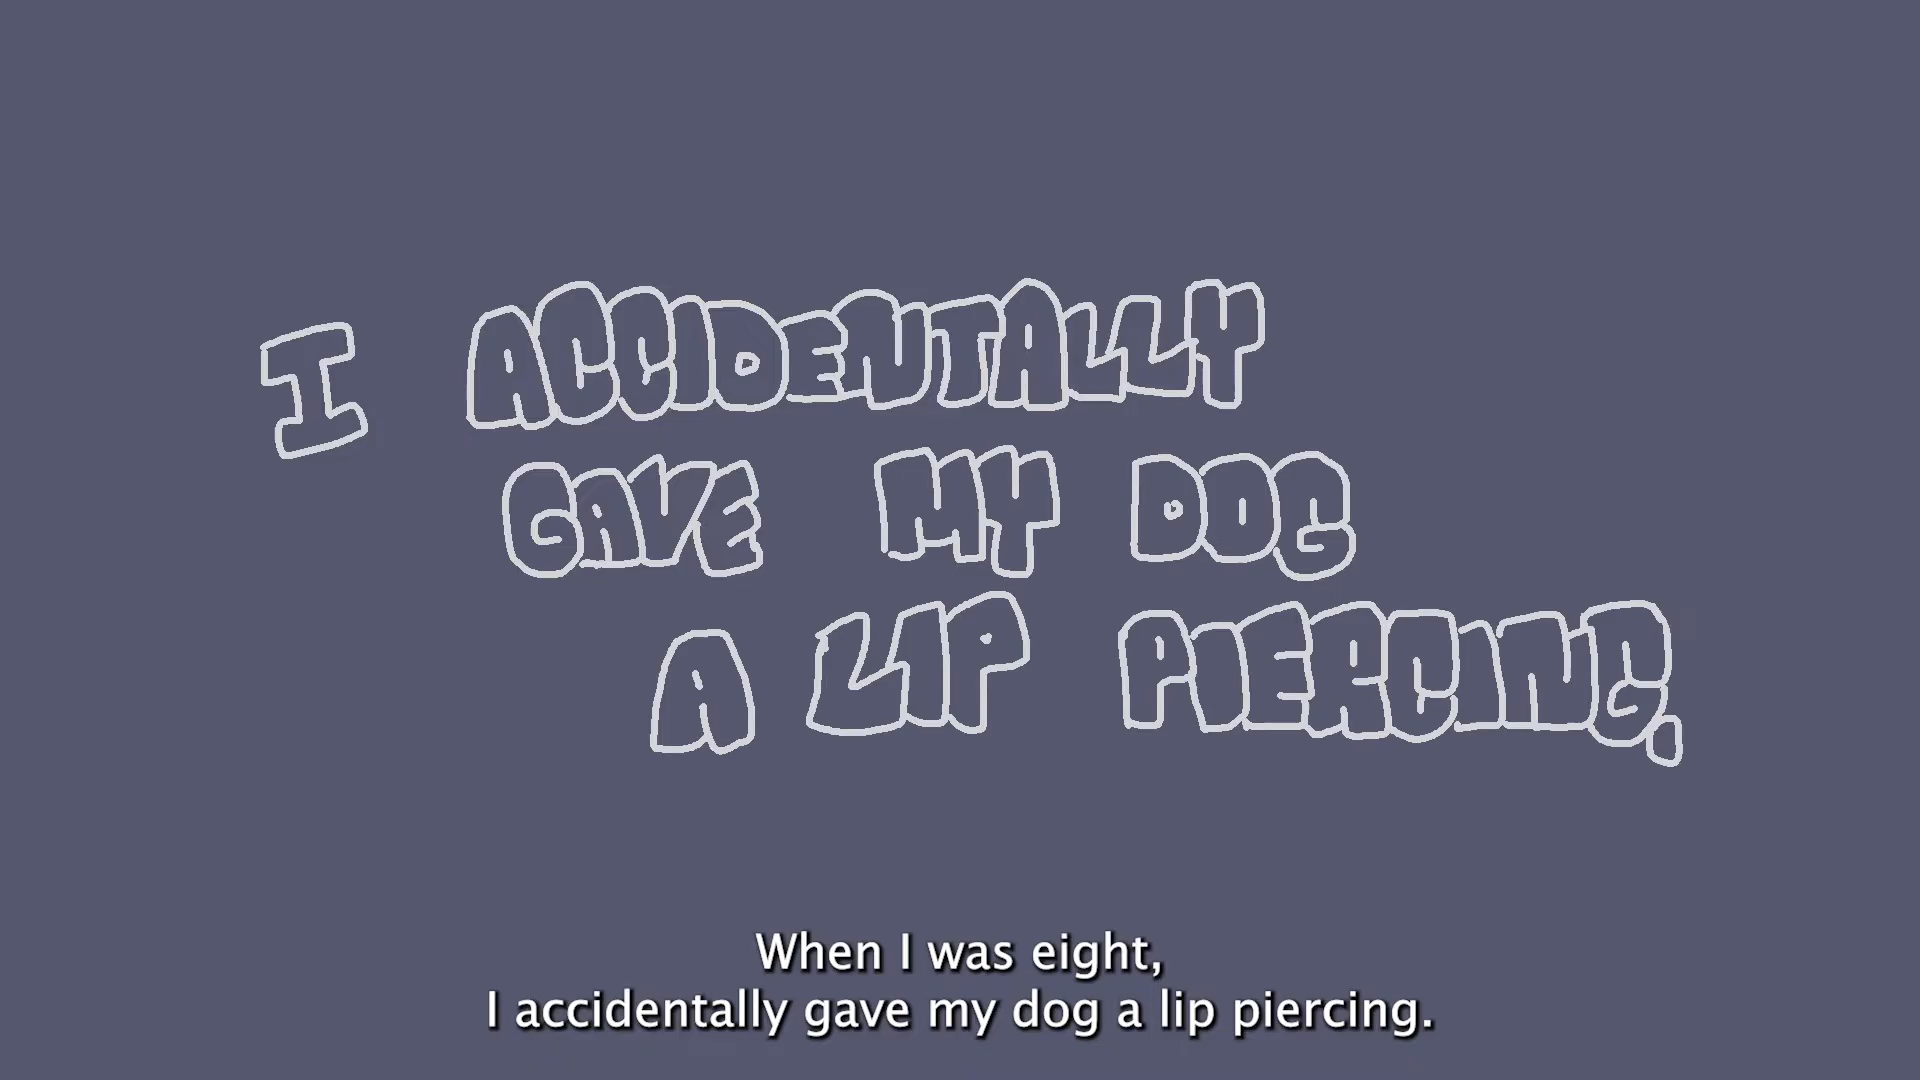 I ACCIDENTALLY
GAVE MY DOG
A LIP PIERCING.
When I was eight,
I accidentally gave my dog a lip piercing.